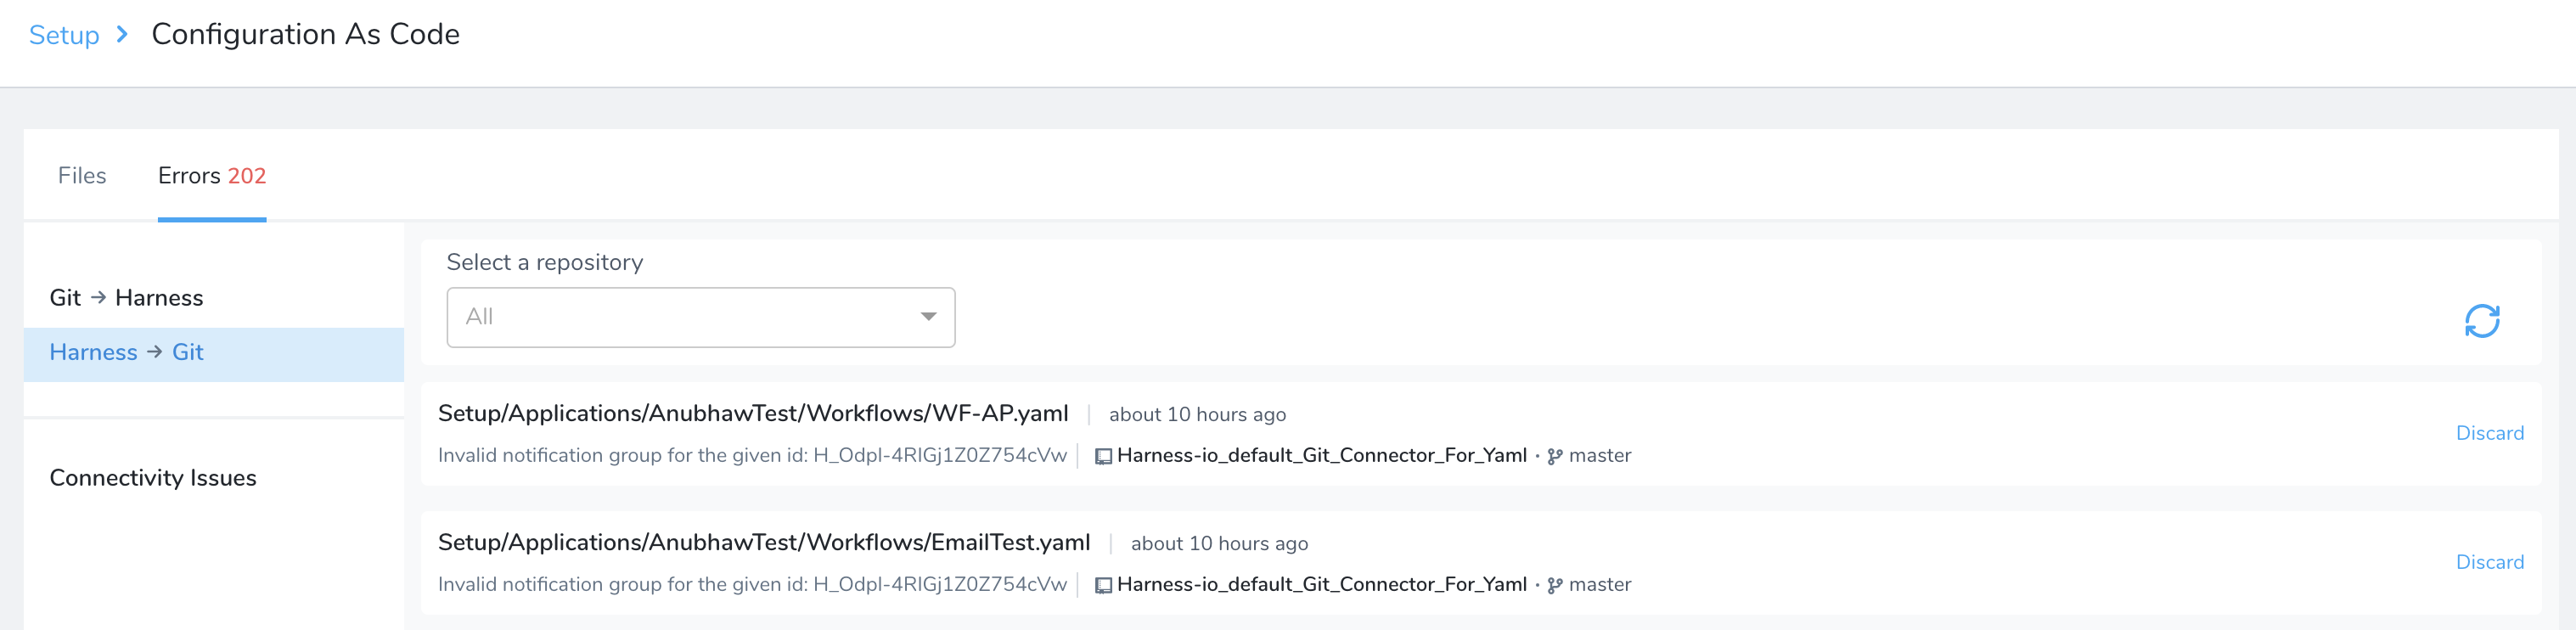 Setup > Configuration As Code
Files Errors 202
Select a repository
All
Git → Harness
Harness → Git
Connectivity Issues
Setup/Applications/AnubhawTest/Workflows/WF-AP.yaml | about 10 hours ago
Invalid notification group for the given id: H_OdpI-4RIGj1Z0Z754cVw | Harness-io_default_Git_Connector_For_Yaml · master
Discard
Setup/Applications/AnubhawTest/Workflows/EmailTest.yaml | about 10 hours ago
Invalid notification group for the given id: H_OdpI-4RIGj1Z0Z754cVw | Harness-io_default_Git_Connector_For_Yaml · master
Discard